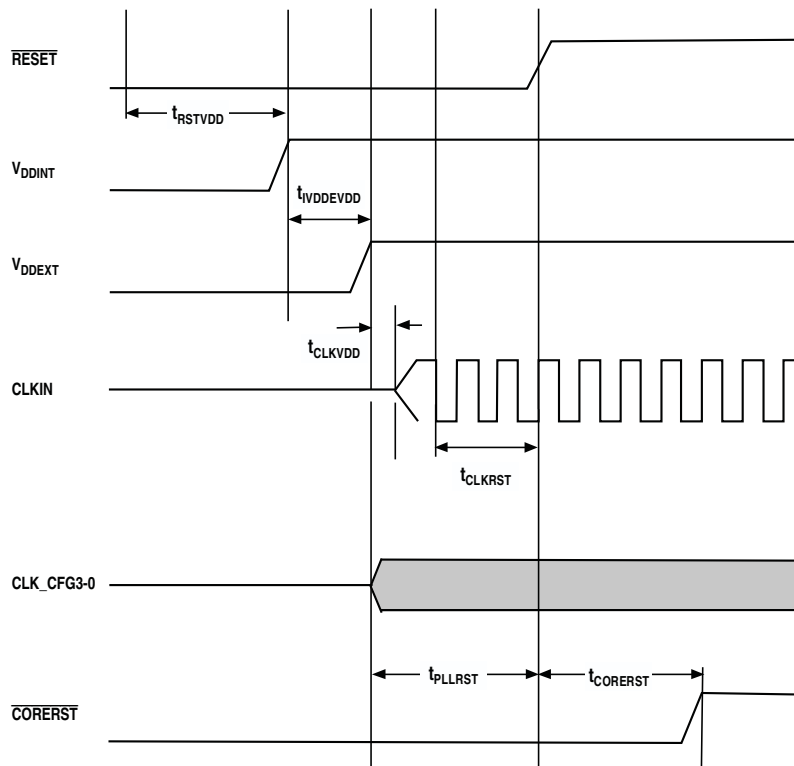 RESET
tRSTVDD
VDDINT
tIVDDEVDD
VDDEXT
tCLKVDD
CLKIN
tCLKRST
CLK_CFG3-0
tPLLRST
tCORERST
CORERST